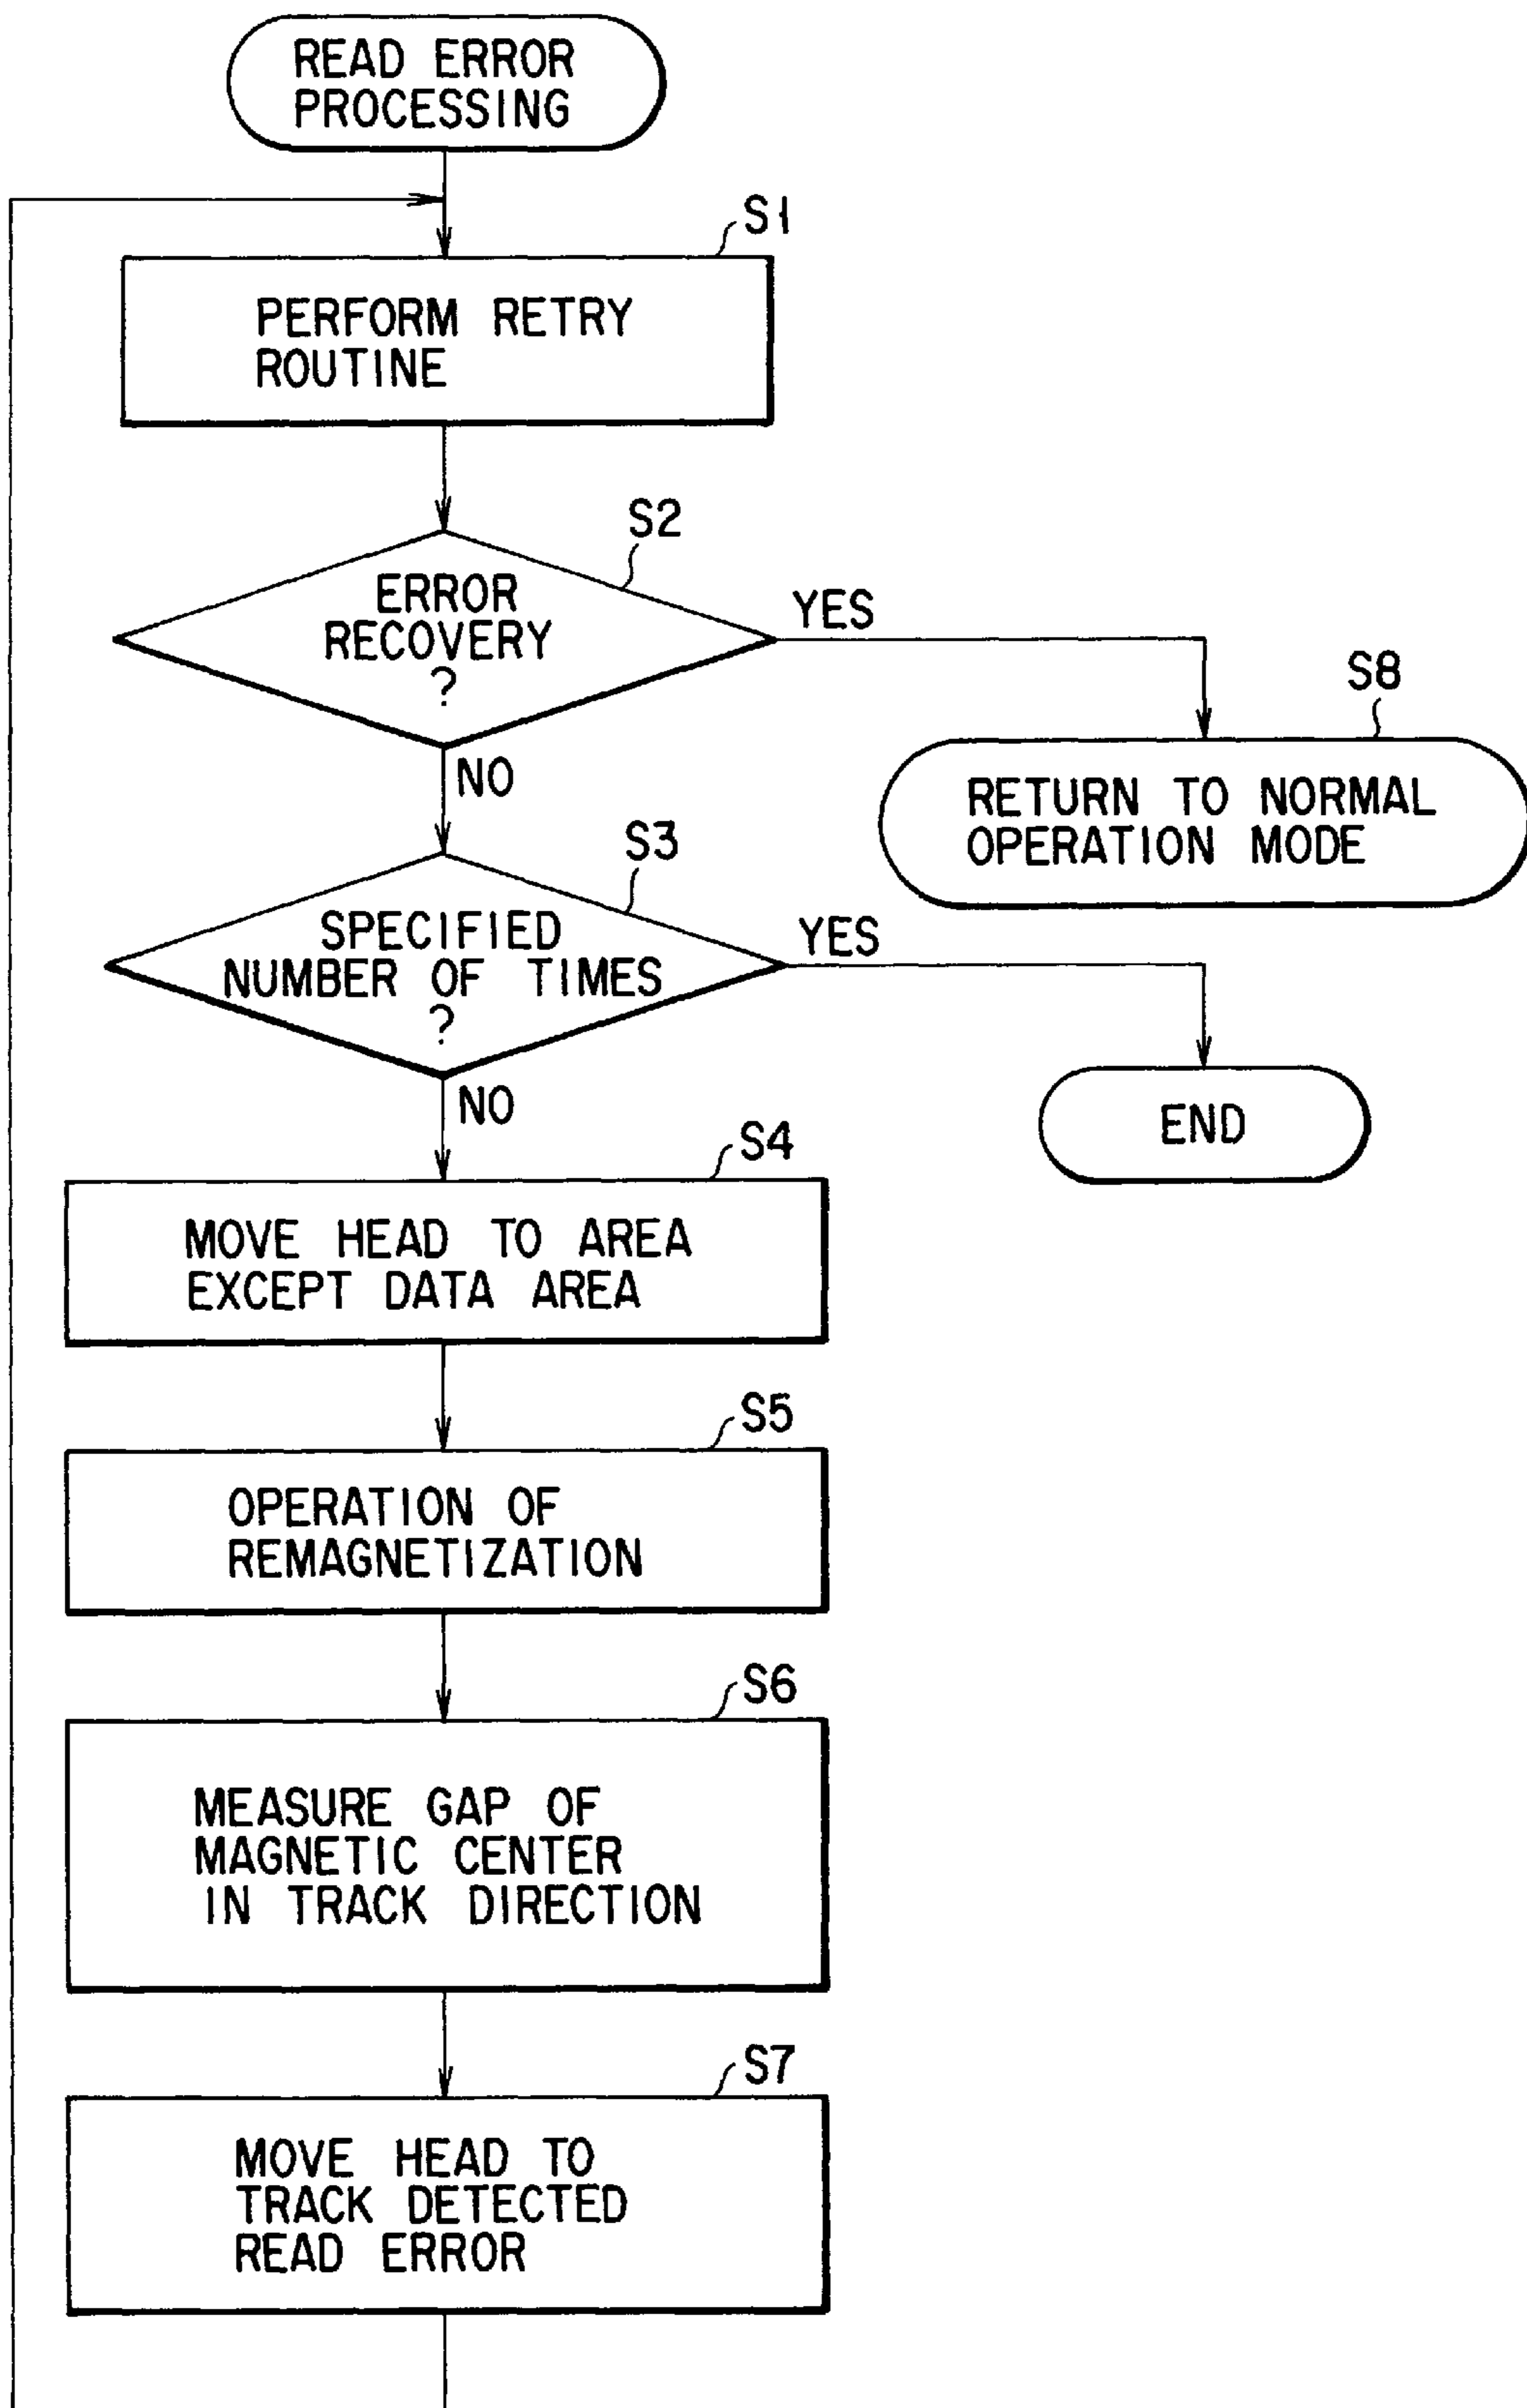 READ ERROR
PROCESSING
S1
PERFORM RETRY
ROUTINE
S2
ERROR
RECOVERY
?
YES
NO
S8
RETURN TO NORMAL
OPERATION MODE
S3
SPECIFIED
NUMBER OF TIMES
?
YES
NO
END
S4
MOVE HEAD TO AREA
EXCEPT DATA AREA
S5
OPERATION OF
REMAGNETIZATION
S6
MEASURE GAP OF
MAGNETIC CENTER
IN TRACK DIRECTION
S7
MOVE HEAD TO
TRACK DETECTED
READ ERROR